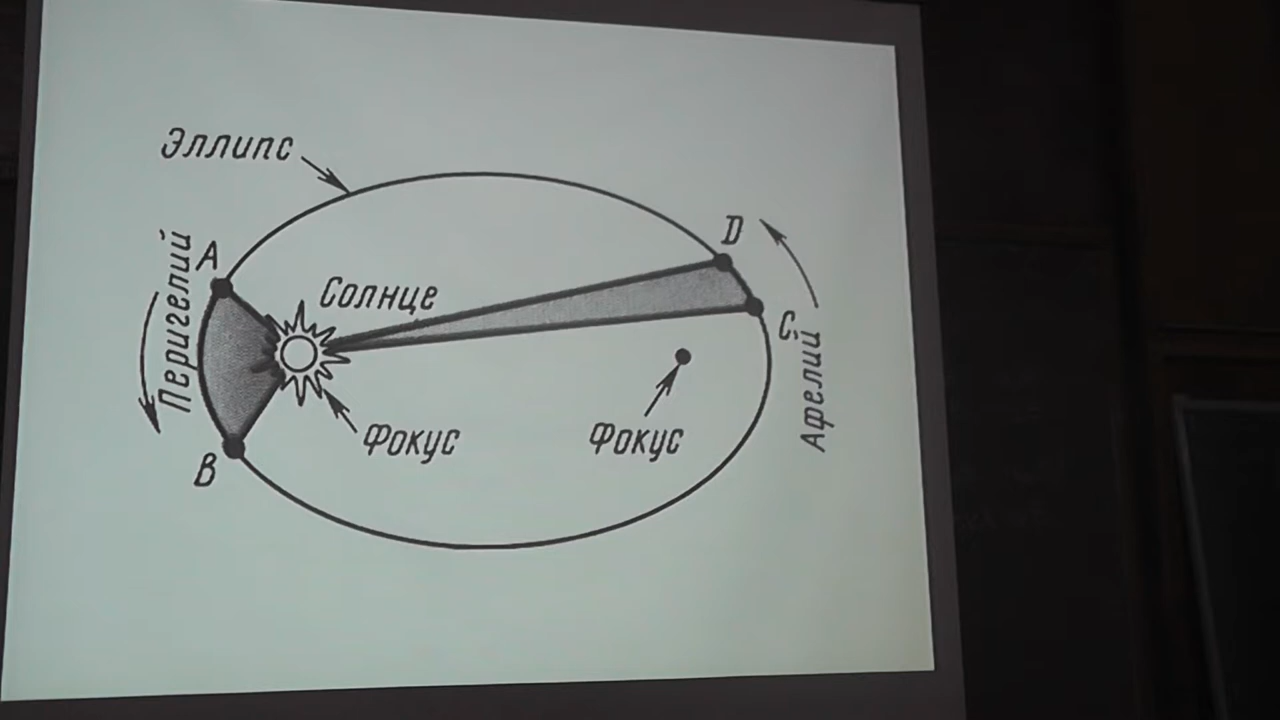 Эллипс
Перигелий
A
Солнце
D
C
Афелий
Фокус
Фокус
B